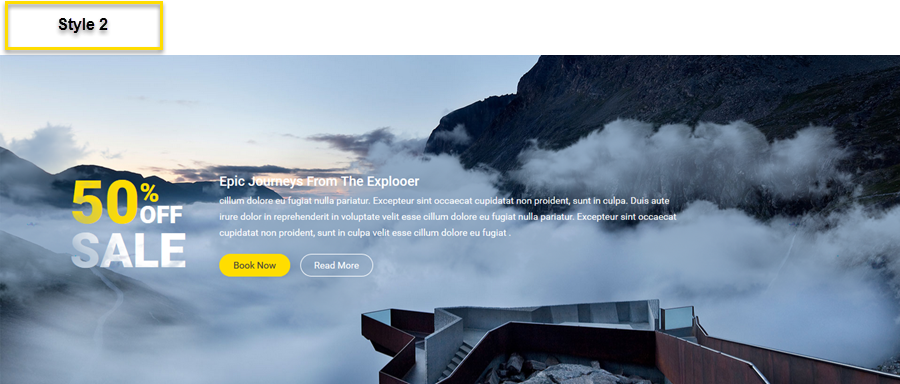 Style 2
50%
OFF
SALE
Epic Journeys From The Explooer
cillum dolore eu fugiat nulla pariatur. Excepteur sint occaecat cupidatat non proident, sunt in culpa. Duis aute
irure dolor in reprehenderit in voluptate velit esse cillum dolore eu fugiat nulla pariatur. Excepteur sint occaecat
cupidatat non proident, sunt in culpa velit esse cillum dolore eu fugiat .
Book Now
Read More